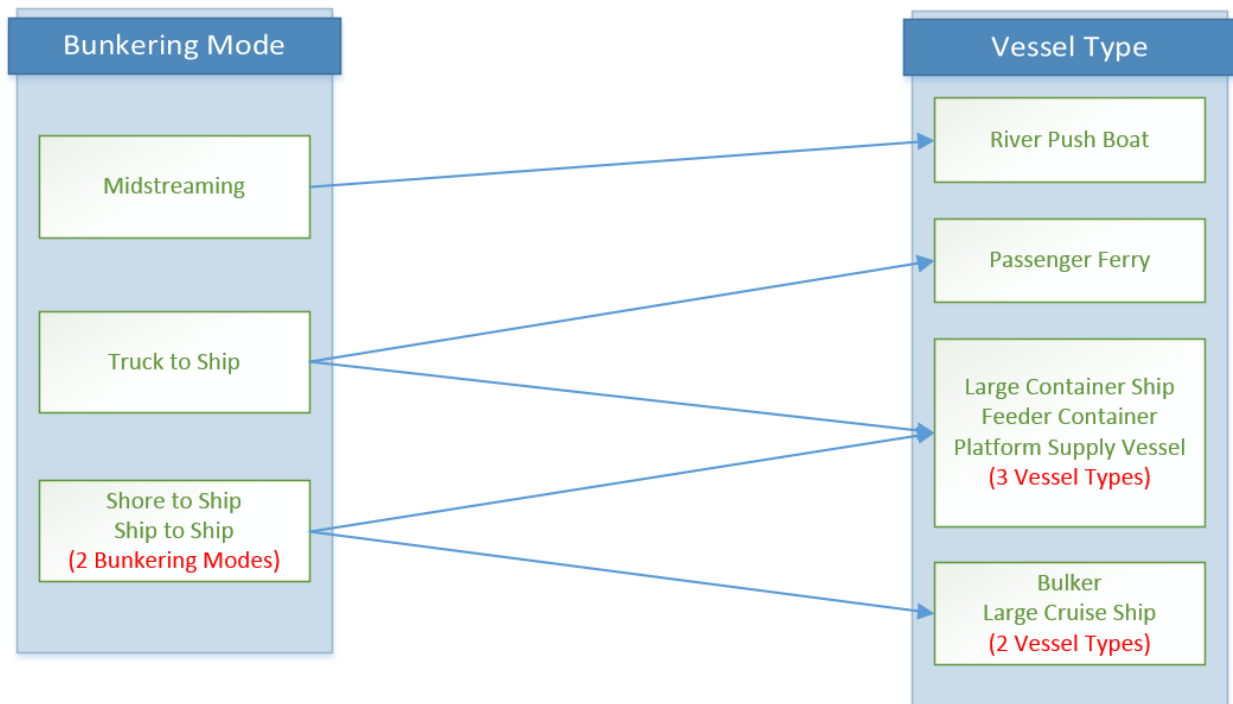 Bunkering Mode
Midstreaming
Truck to Ship
Shore to Ship
Ship to Ship
(2 Bunkering Modes)
Vessel Type
River Push Boat
Passenger Ferry
Large Container Ship
Feeder Container
Platform Supply Vessel
(3 Vessel Types)
Bulker
Large Cruise Ship
(2 Vessel Types)